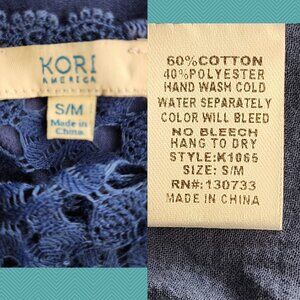 KORI
AMERICA
S/M
Made in
China
60%COTTON
40%POLYESTER
HAND WASH COLD
WATER SEPARATELY
COLOR WILL BLEED
NO BLEECH
HANG TO DRY
STYLE:K1065
SIZE: S/M
RN#: 130733
MADE IN CHINA